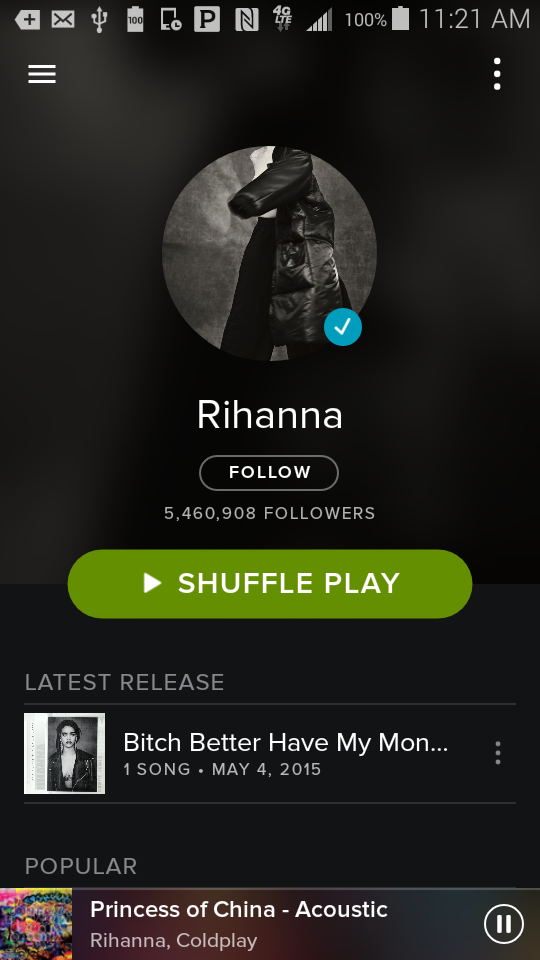 100
P
N
4G
LTE
100%
11:21 AM
Rihanna
FOLLOW
5,460,908 FOLLOWERS
SHUFFLE PLAY
LATEST RELEASE
Bitch Better Have My Mon...
1 SONG • MAY 4, 2015
POPULAR
Princess of China - Acoustic
Rihanna, Coldplay